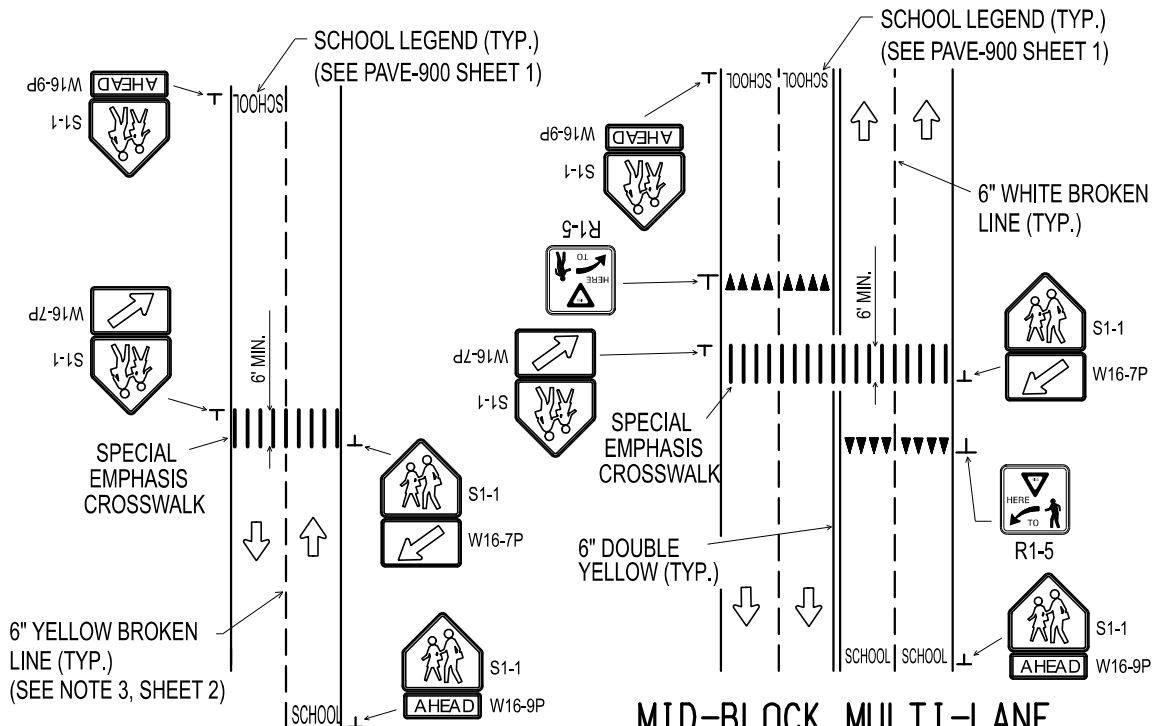 SCHOOL LEGEND (TYP.)
(SEE PAVE-900 SHEET 1)
W16-9P
AHEAD
S1-1
SCHOOL
W16-7P
S1-1
6' MIN.
SPECIAL
EMPHASIS
CROSSWALK
S1-1
W16-7P
6" YELLOW BROKEN
LINE (TYP.)
(SEE NOTE 3, SHEET 2)
S1-1
AHEAD
W16-9P
SCHOOL
SCHOOL LEGEND (TYP.)
(SEE PAVE-900 SHEET 1)
SCHOOL SCHOOL
W16-9P
AHEAD
S1-1
6" WHITE BROKEN
LINE (TYP.)
R1-5
HERE
TO
6' MIN.
W16-7P
S1-1
S1-1
W16-7P
SPECIAL
EMPHASIS
CROSSWALK
HERE
TO
R1-5
6" DOUBLE
YELLOW (TYP.)
S1-1
AHEAD
W16-9P
SCHOOL SCHOOL
MID-BLOCK MULTI-LANE